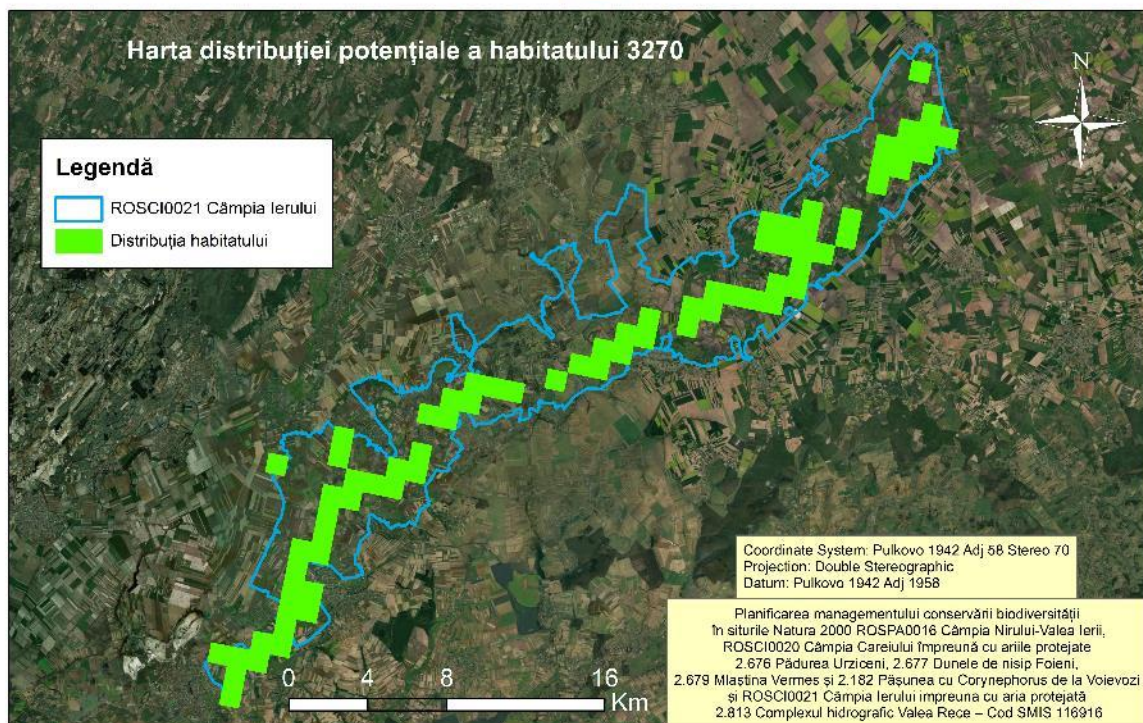 Harta distribuției potențiale a habitatului 3270
N
Legendă
ROSCI0021 Câmpia Ierului
Distribuția habitatului
Coordinate System: Pulkovo 1942 Adj 58 Stereo 70
Projection: Double Stereographic
Datum: Pulkovo 1942 Adj 1958
Planificarea managementului conservării biodiversității
în siturile Natura 2000 ROSPA0016 Câmpia Nirului-Valea Ierii,
ROSCI0020 Câmpia Careiului împreună cu ariile protejate
2.676 Pădurea Urziceni, 2.677 Dunele de nisip Foieni,
2.679 Mlaștina Vermes și 2.182 Pășunea cu Corynephorus de la Voievozi
și ROSCI0021 Câmpia Ierului impreuna cu aria protejată
2.813 Complexul hidrografic Valea Rece – Cod SMIS 116916
0 4 8 16
Km